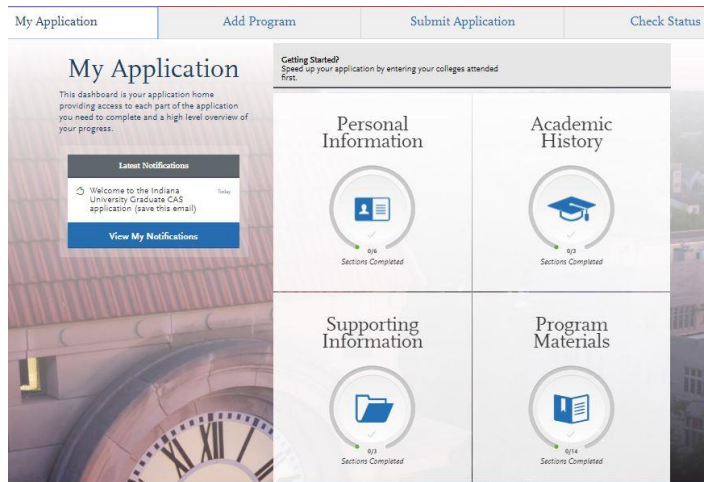 My Application
Add Program
Submit Application
Check Status
My Application
This dashboard is your application home
providing access to each part of the application
you need to complete and a high level overview of
your progress.
Latest Notifications
Welcome to the Indiana
University Graduate CAS
application (save this email)
Today
View My Notifications
Getting Started?
Speed up your application by entering your colleges attended
first.
Personal
Information
0/6
Sections Completed
Academic
History
0/3
Sections Completed
Supporting
Information
0/3
Sections Completed
Program
Materials
0/14
Sections Completed